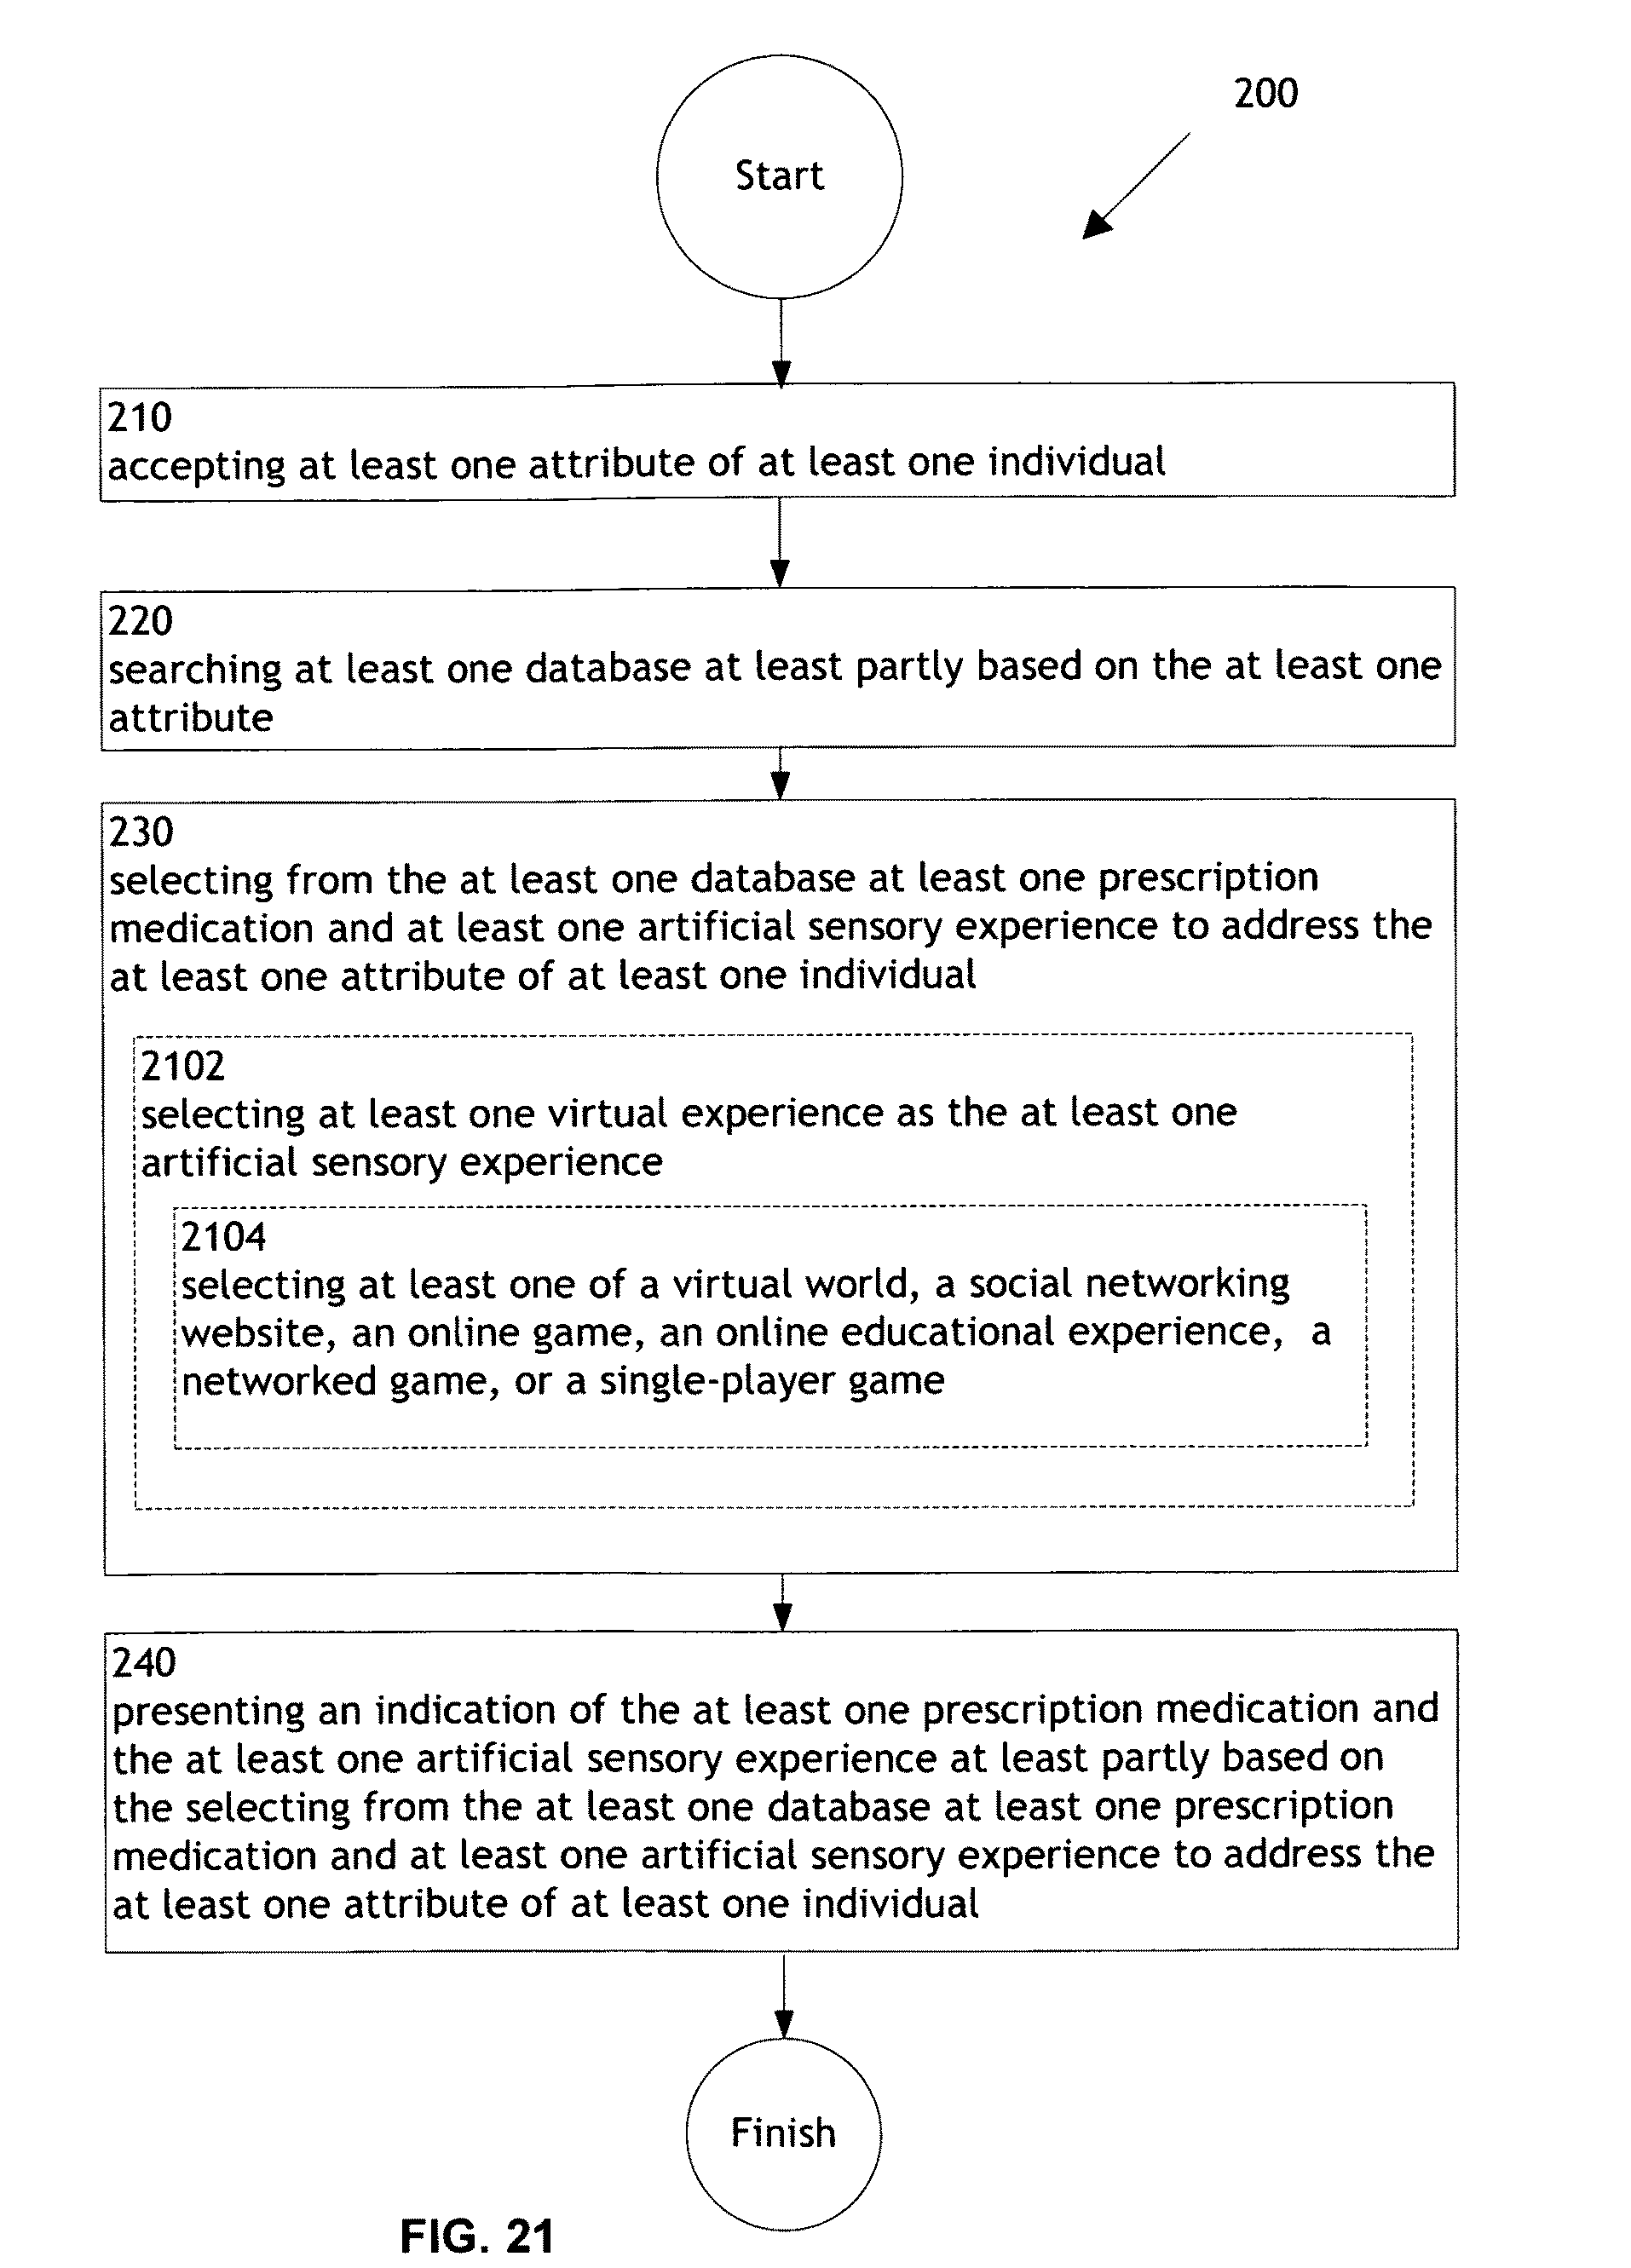 200
Start
210
accepting at least one attribute of at least one individual
220
searching at least one database at least partly based on the at least one
attribute
230
selecting from the at least one database at least one prescription
medication and at least one artificial sensory experience to address the
at least one attribute of at least one individual
2102
selecting at least one virtual experience as the at least one
artificial sensory experience
2104
selecting at least one of a virtual world, a social networking
website, an online game, an online educational experience, a
networked game, or a single-player game
240
presenting an indication of the at least one prescription medication and
the at least one artificial sensory experience at least partly based on
the selecting from the at least one database at least one prescription
medication and at least one artificial sensory experience to address the
at least one attribute of at least one individual
Finish
FIG. 21